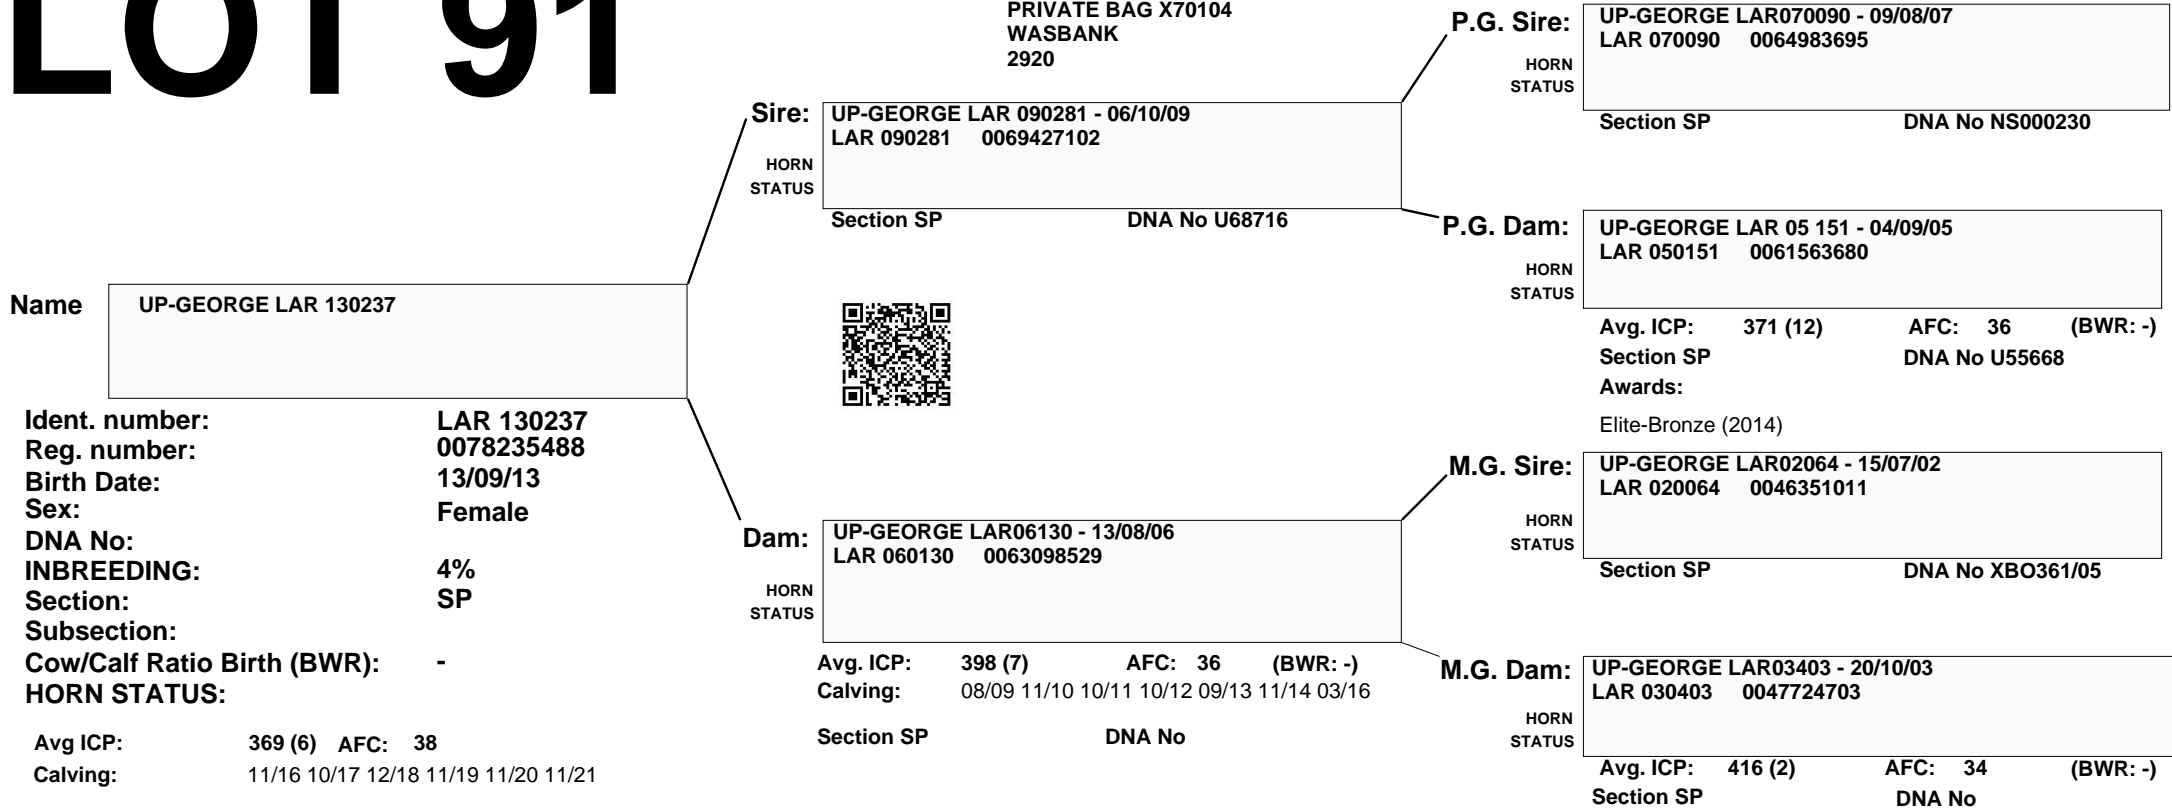 LOT 91
PRIVATE BAG X70104
WASBANK
2920
Name
UP-GEORGE LAR 130237
Ident. number: LAR 130237
Reg. number: 0078235488
Birth Date: 13/09/13
Sex: Female
DNA No:
INBREEDING: 4%
Section: SP
Subsection:
Cow/Calf Ratio Birth (BWR): -
HORN STATUS:
Avg ICP: 369 (6) AFC: 38
Calving: 11/16 10/17 12/18 11/19 11/20 11/21
Sire:
UP-GEORGE LAR 090281 - 06/10/09
LAR 090281 0069427102
HORN
STATUS
Section SP DNA No U68716
Dam:
UP-GEORGE LAR06130 - 13/08/06
LAR 060130 0063098529
HORN
STATUS
Avg. ICP: 398 (7) AFC: 36 (BWR: -)
Calving: 08/09 11/10 10/11 10/12 09/13 11/14 03/16
Section SP DNA No
P.G. Sire:
UP-GEORGE LAR070090 - 09/08/07
LAR 070090 0064983695
HORN
STATUS
Section SP DNA No NS000230
P.G. Dam:
UP-GEORGE LAR 05 151 - 04/09/05
LAR 050151 0061563680
HORN
STATUS
Avg. ICP: 371 (12) AFC: 36 (BWR: -)
Section SP DNA No U55668
Awards:
Elite-Bronze (2014)
M.G. Sire:
UP-GEORGE LAR02064 - 15/07/02
LAR 020064 0046351011
HORN
STATUS
Section SP DNA No XBO361/05
M.G. Dam:
UP-GEORGE LAR03403 - 20/10/03
LAR 030403 0047724703
HORN
STATUS
Avg. ICP: 416 (2) AFC: 34 (BWR: -)
Section SP DNA No